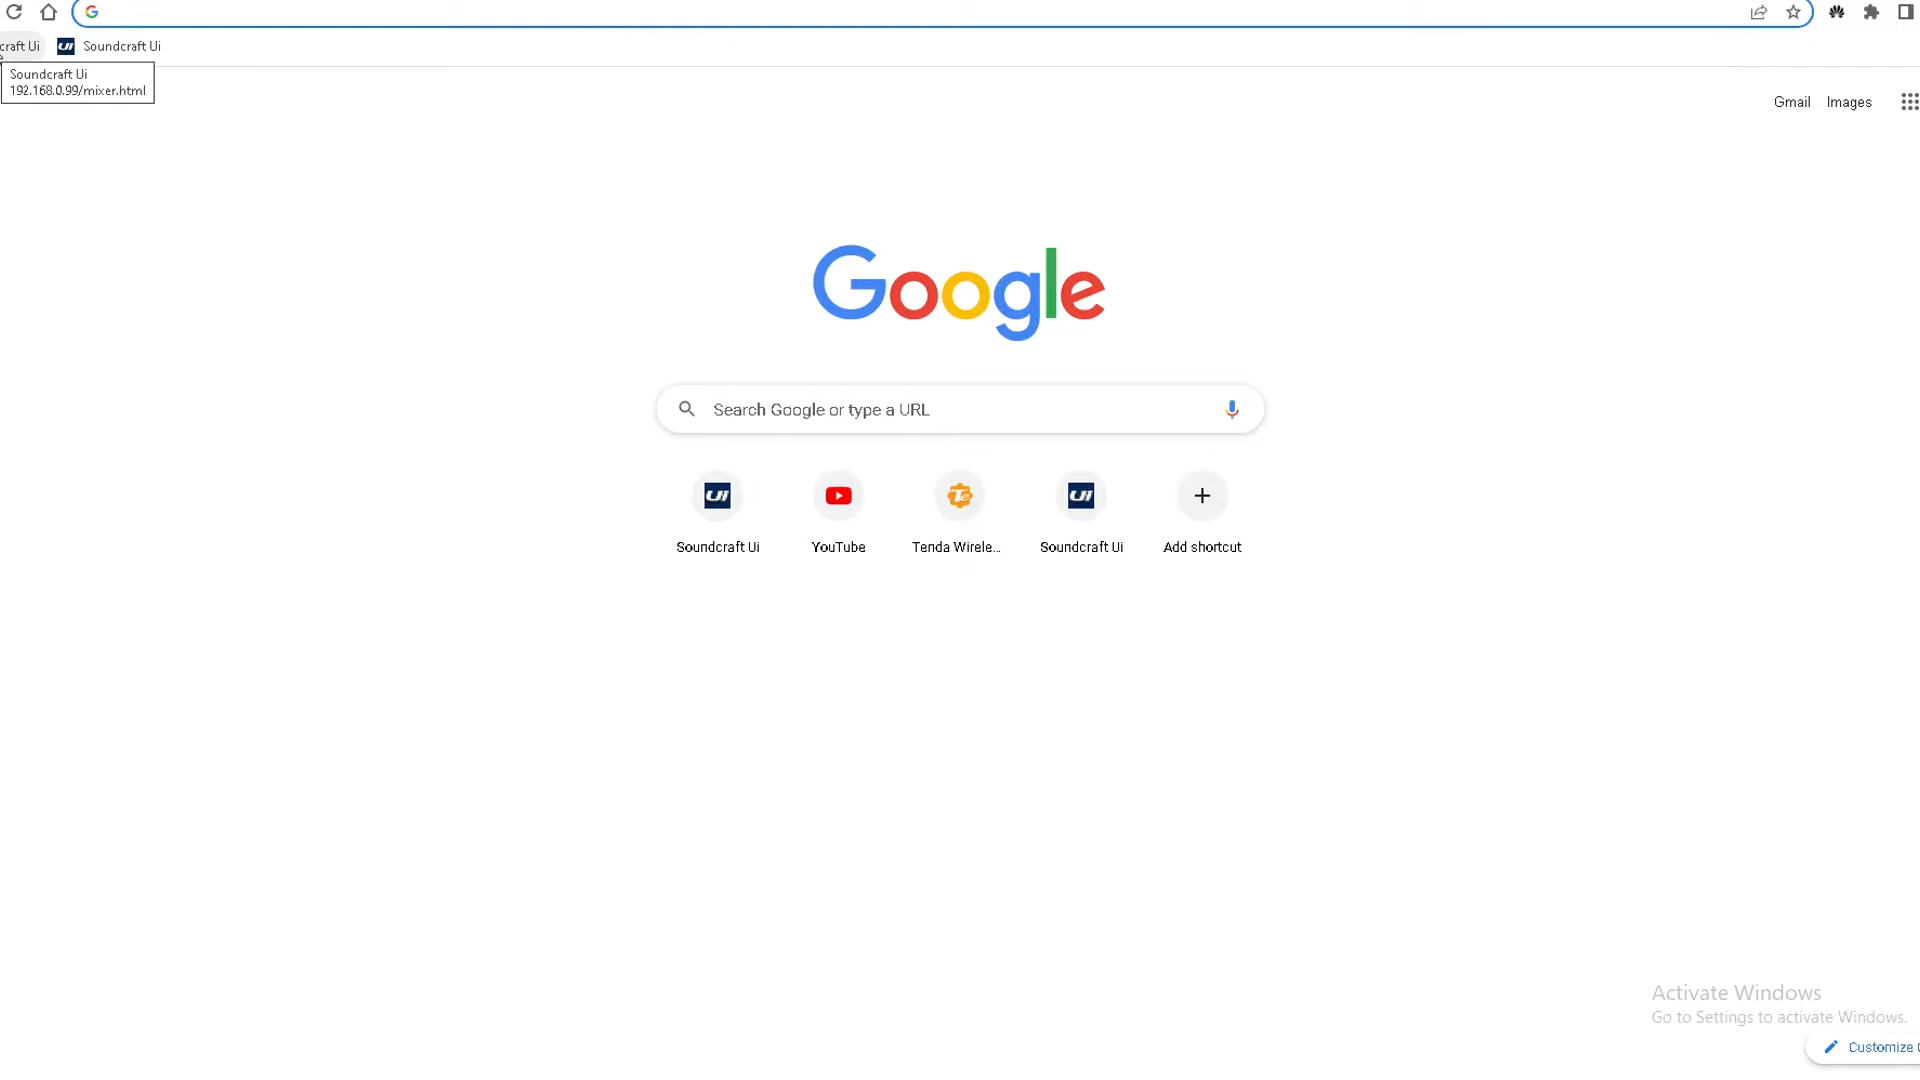 craft Ui
Soundcraft Ui
Soundcraft Ui
192.168.0.99/mixer.html
Gmail
Images
Google
Search Google or type a URL
Soundcraft Ui
YouTube
Tenda Wirele...
Soundcraft Ui
Add shortcut
Activate Windows
Go to Settings to activate Windows.
Customize